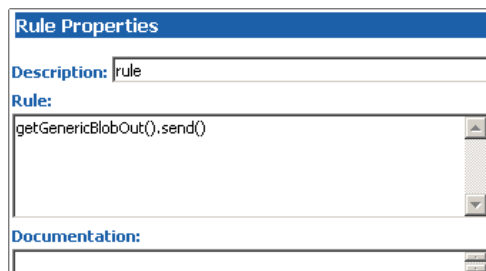 Rule Properties
Description: rule
Rule:
getGenericBlobOut().send()
Documentation: